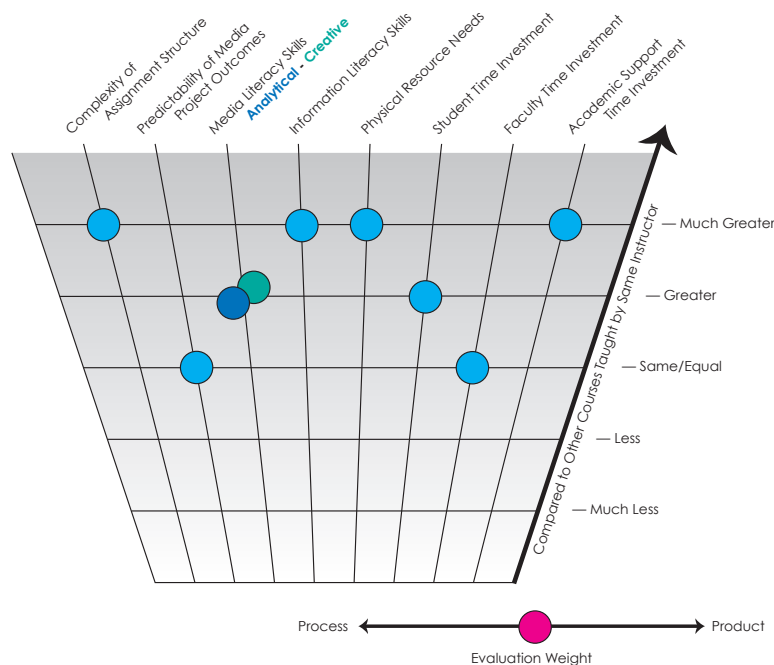 Complexity of
Assignment Structure
Predictability of Media
Project Outcomes
Media Literacy Skills
Analytical - Creative
Information Literacy Skills
Physical Resource Needs
Student Time Investment
Faculty Time Investment
Academic Support
Time Investment
Much Greater
Greater
Same/Equal
Less
Much Less
Compared to Other Courses Taught by Same Instructor
Process
Product
Evaluation Weight